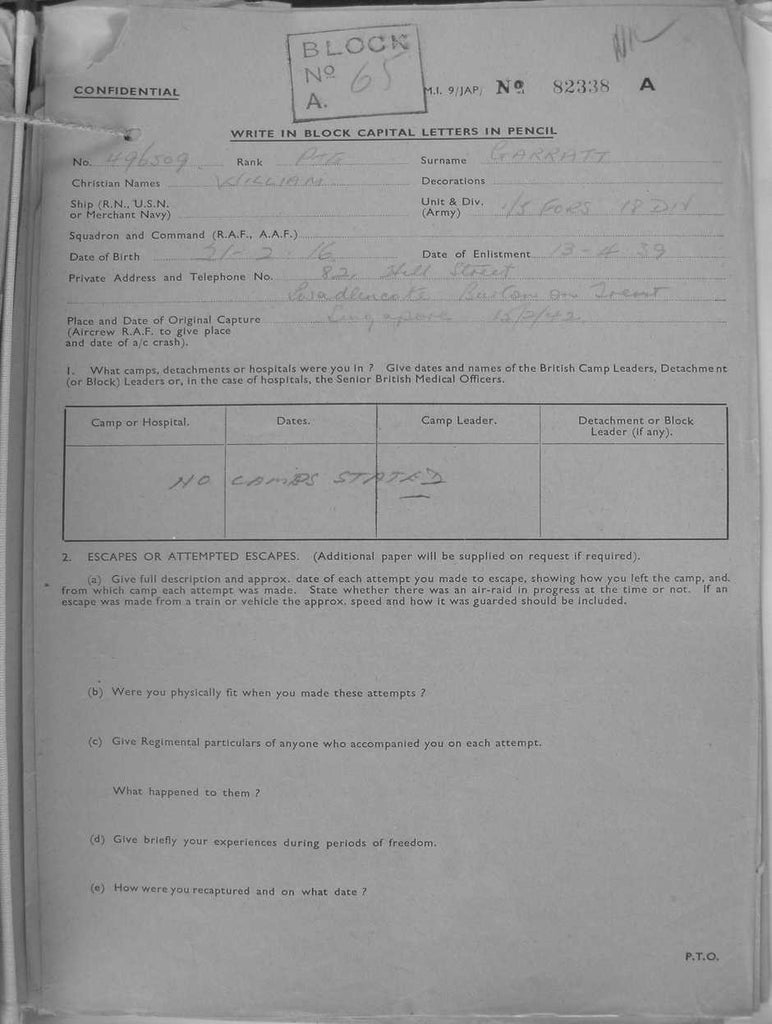 BLOCK
Nº 65
A.
CONFIDENTIAL
M.I. 9/JAP/ Nº 82338 A
WRITE IN BLOCK CAPITAL LETTERS IN PENCIL
No. 496509 Rank PTE Surname GARRATT
Christian Names WILLIAM Decorations
Ship (R.N., U.S.N. or Merchant Navy) Unit & Div. (Army) 1/5 FORS 18 DIV
Squadron and Command (R.A.F., A.A.F.)
Date of Birth 21-2-16 Date of Enlistment 13-4-39
Private Address and Telephone No. 82, Hill Street
Swadlincote Burton on Trent
Place and Date of Original Capture Singapore 15/2/42
(Aircrew R.A.F. to give place
and date of a/c crash).
1. What camps, detachments or hospitals were you in ? Give dates and names of the British Camp Leaders, Detachment
(or Block) Leaders or, in the case of hospitals, the Senior British Medical Officers.
Camp or Hospital. Dates. Camp Leader. Detachment or Block Leader (if any).
NO CAMPS STATED
2. ESCAPES OR ATTEMPTED ESCAPES. (Additional paper will be supplied on request if required).
(a) Give full description and approx. date of each attempt you made to escape, showing how you left the camp, and
from which camp each attempt was made. State whether there was an air-raid in progress at the time or not. If an
escape was made from a train or vehicle the approx. speed and how it was guarded should be included.
(b) Were you physically fit when you made these attempts ?
(c) Give Regimental particulars of anyone who accompanied you on each attempt.
What happened to them ?
(d) Give briefly your experiences during periods of freedom.
(e) How were you recaptured and on what date ?
P.T.O.